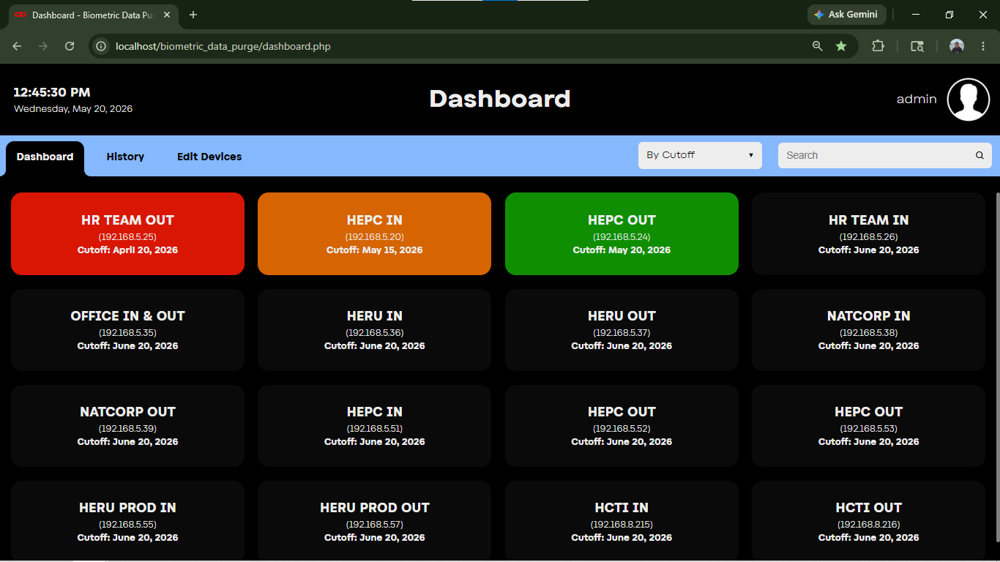 Dashboard - Biometric Data Pu
Ask Gemini
localhost/biometric_data_purge/dashboard.php
12:45:30 PM
Wednesday, May 20, 2026
Dashboard
admin
Dashboard
History
Edit Devices
By Cutoff
Search
HR TEAM OUT
(192.168.5.25)
Cutoff: April 20, 2026
HEPC IN
(192.168.5.20)
Cutoff: May 15, 2026
HEPC OUT
(192.168.5.24)
Cutoff: May 20, 2026
HR TEAM IN
(192.168.5.26)
Cutoff: June 20, 2026
OFFICE IN & OUT
(192.168.5.35)
Cutoff: June 20, 2026
HERU IN
(192.168.5.36)
Cutoff: June 20, 2026
HERU OUT
(192.168.5.37)
Cutoff: June 20, 2026
NATCORP IN
(192.168.5.38)
Cutoff: June 20, 2026
NATCORP OUT
(192.168.5.39)
Cutoff: June 20, 2026
HEPC IN
(192.168.5.51)
Cutoff: June 20, 2026
HEPC OUT
(192.168.5.52)
Cutoff: June 20, 2026
HEPC OUT
(192.168.5.53)
Cutoff: June 20, 2026
HERU PROD IN
(192.168.5.55)
Cutoff: June 20, 2026
HERU PROD OUT
(192.168.5.57)
Cutoff: June 20, 2026
HCTI IN
(192.168.8.215)
Cutoff: June 20, 2026
HCTI OUT
(192.168.8.216)
Cutoff: June 20, 2026